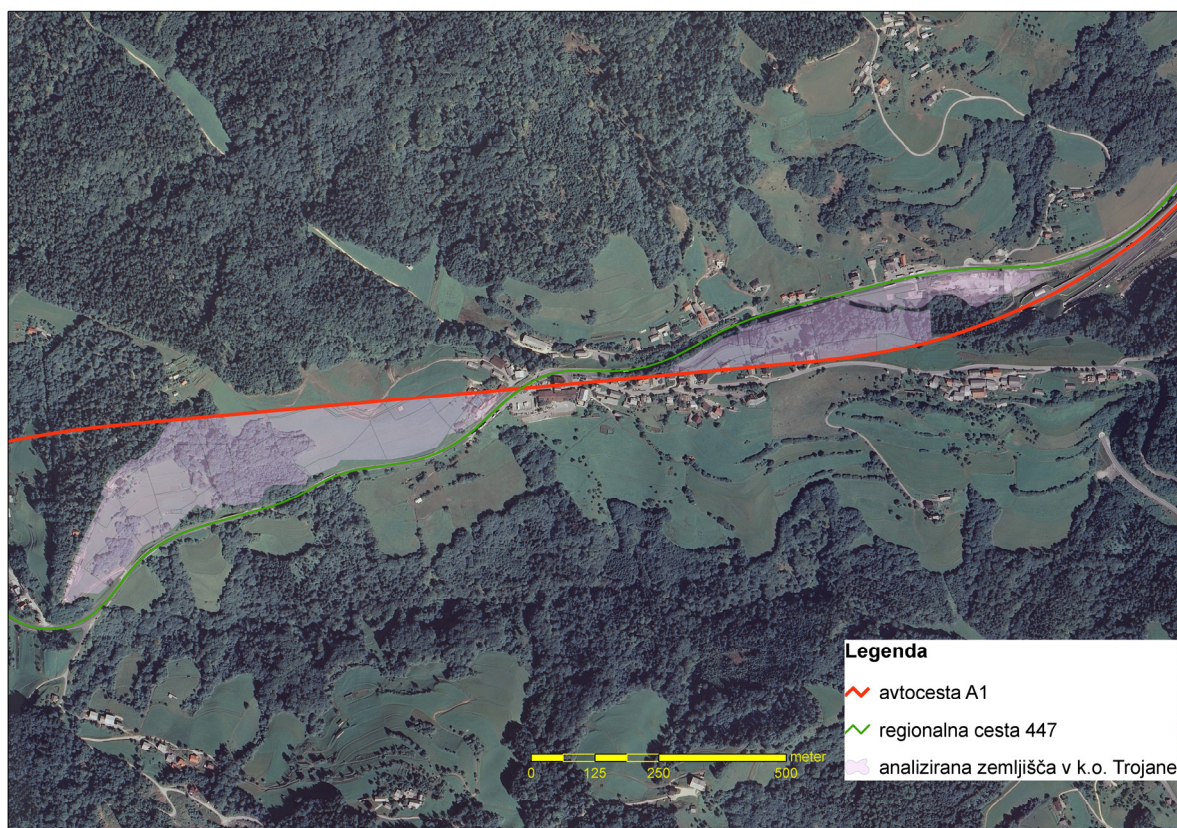 Legenda
avtocesta A1
regionalna cesta 447
analizirana zemljišča v k.o. Trojane
meter
0 125 250 500